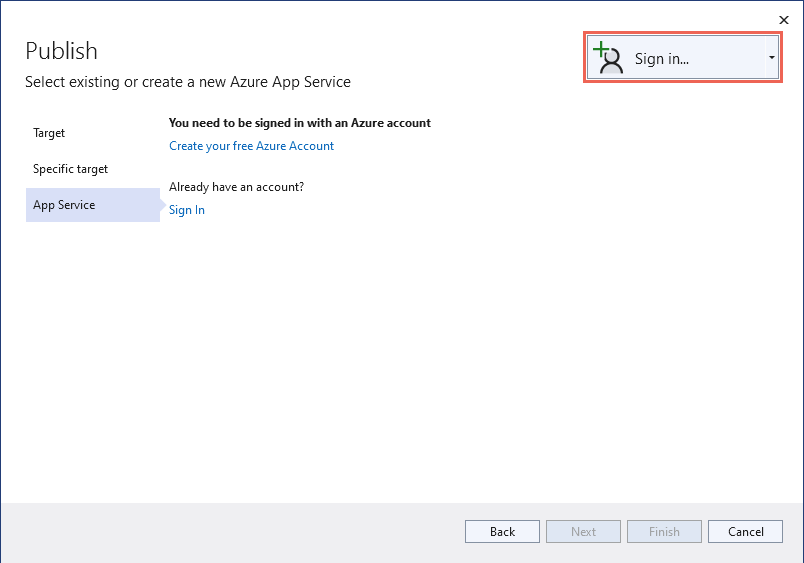 Publish
Select existing or create a new Azure App Service
Sign in...
Target
Specific target
App Service
You need to be signed in with an Azure account
Create your free Azure Account
Already have an account?
Sign In
Back
Next
Finish
Cancel